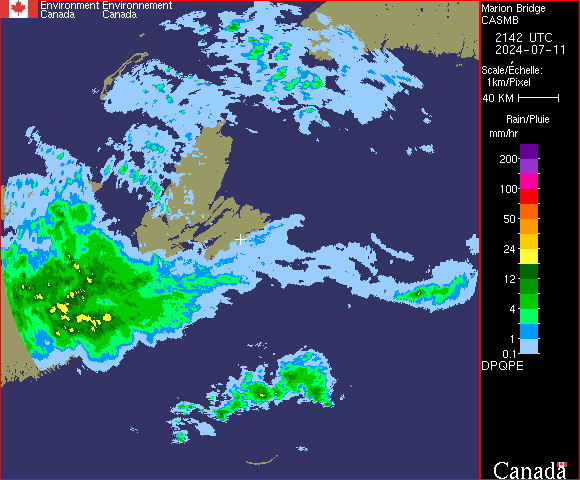 Environment Environnement
Canada Canada
Marion Bridge
CASMB
2142 UTC
2024-07-11
Scale/Echelle:
1km/Pixel
40 KM
Rain/Pluie
mm/hr
200
100
50
24
12
4
1
0.1
DPQPE
Canada